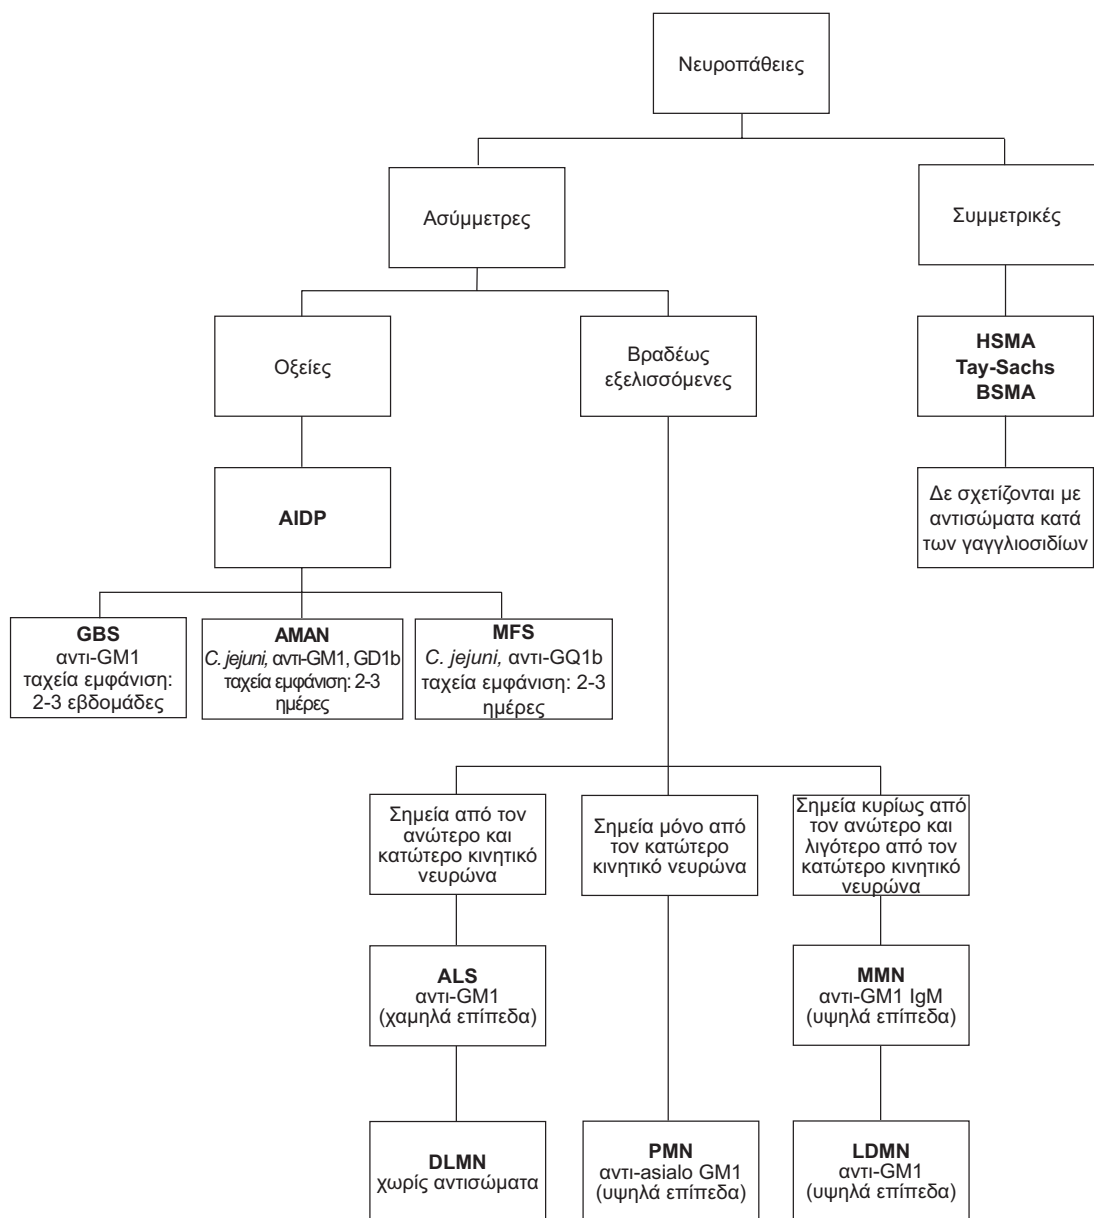 Νευροπάθειες
Ασύμμετρες
Συμμετρικές
Οξείες
Βραδέως
εξελισσόμενες
HSMA
Tay-Sachs
BSMA
AIDP
Δε σχετίζονται με
αντισώματα κατά
των γαγγλιοσιδίων
GBS
αντι-GM1
ταχεία εμφάνιση:
2-3 εβδομάδες
AMAN
C. jejuni, αντι-GM1, GD1b
ταχεία εμφάνιση: 2-3
ημέρες
MFS
C. jejuni, αντι-GQ1b
ταχεία εμφάνιση: 2-3
ημέρες
Σημεία από τον
ανώτερο και
κατώτερο κινητικό
νευρώνα
Σημεία μόνο από
τον κατώτερο
κινητικό νευρώνα
Σημεία κυρίως από
τον ανώτερο και
λιγότερο από τον
κατώτερο κινητικό
νευρώνα
ALS
αντι-GM1
(χαμηλά επίπεδα)
MMN
αντι-GM1 IgM
(υψηλά επίπεδα)
DLMN
χωρίς αντισώματα
PMN
αντι-asialo GM1
(υψηλά επίπεδα)
LDMN
αντι-GM1
(υψηλά επίπεδα)